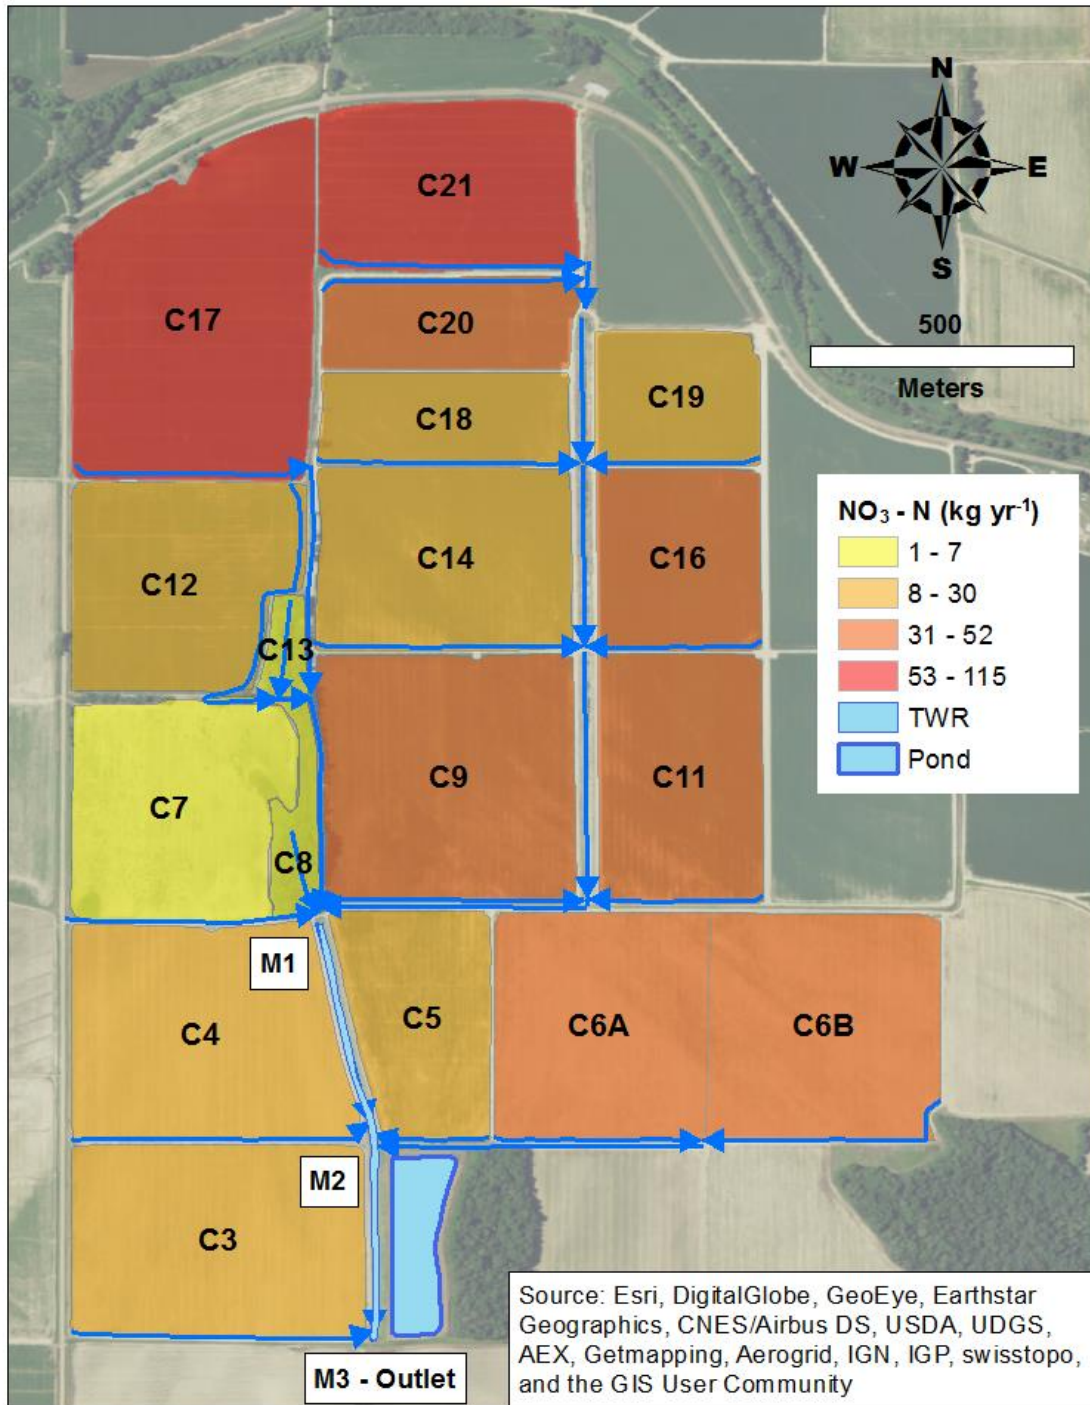 N
W E
S
500
Meters
C21
C17
C20
C19
C18
C14
C16
C12
C13
C9
C11
C7
C8
NO₃ - N (kg yr⁻¹)
1 - 7
8 - 30
31 - 52
53 - 115
TWR
Pond
M1
C4
C5
C6A
C6B
M2
C3
M3 - Outlet
Source: Esri, DigitalGlobe, GeoEye, Earthstar
Geographics, CNES/Airbus DS, USDA, UDGS,
AEX, Getmapping, Aerogrid, IGN, IGP, swisstopo,
and the GIS User Community